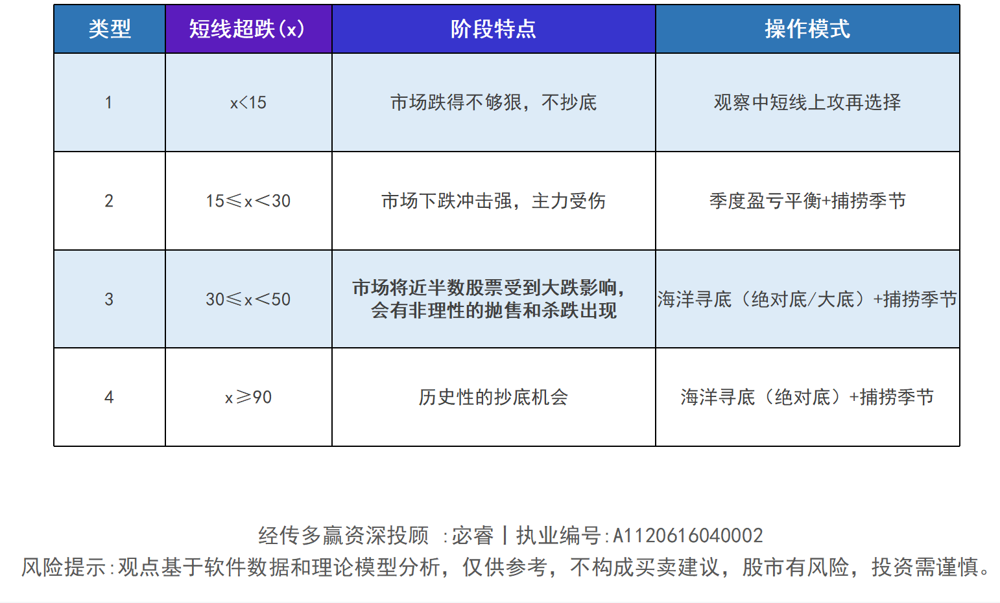 类型 短线超跌(x) 阶段特点 操作模式
1 x<15 市场跌得不够狠，不抄底 观察中短线上攻再选择
2 15≤x＜30 市场下跌冲击强，主力受伤 季度盈亏平衡+捕捞季节
3 30≤x＜50 市场将近半数股票受到大跌影响，
会有非理性的抛售和杀跌出现 海洋寻底（绝对底/大底）+捕捞季节
4 x≥90 历史性的抄底机会 海洋寻底（绝对底）+捕捞季节
经传多赢资深投顾 :宓睿丨执业编号:A1120616040002
风险提示:观点基于软件数据和理论模型分析，仅供参考，不构成买卖建议，股市有风险，投资需谨慎。